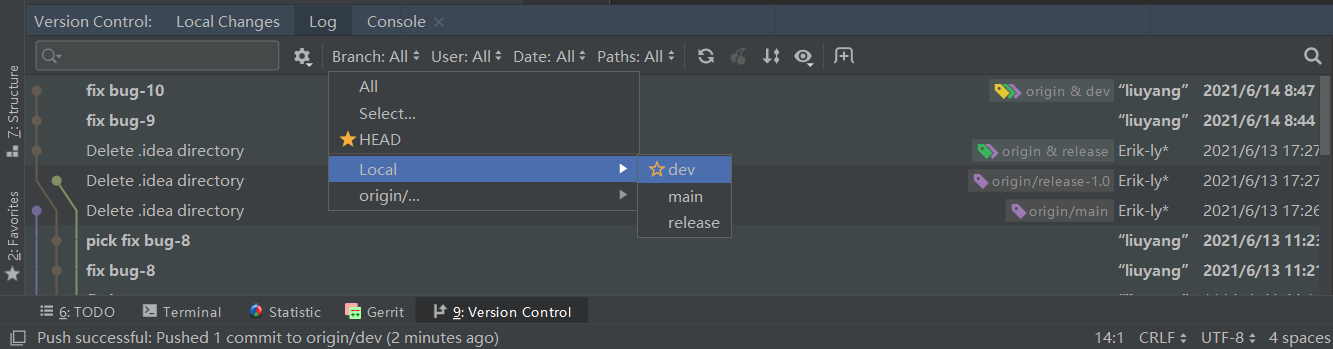 Version Control: Local Changes Log Console ×
Branch: All User: All Date: All Paths: All
All
Select...
HEAD
Local
origin/...
dev
main
release
fix bug-10 origin & dev “liuyang” 2021/6/14 8:47
fix bug-9 “liuyang” 2021/6/14 8:44
Delete .idea directory origin & release Erik-ly* 2021/6/13 17:27
Delete .idea directory origin/release-1.0 Erik-ly* 2021/6/13 17:27
Delete .idea directory origin/main Erik-ly* 2021/6/13 17:26
pick fix bug-8 “liuyang” 2021/6/13 11:23
fix bug-8 “liuyang” 2021/6/13 11:21
7: Structure
2: Favorites
6: TODO Terminal Statistic Gerrit 9: Version Control
Push successful: Pushed 1 commit to origin/dev (2 minutes ago) 14:1 CRLF UTF-8 4 spaces